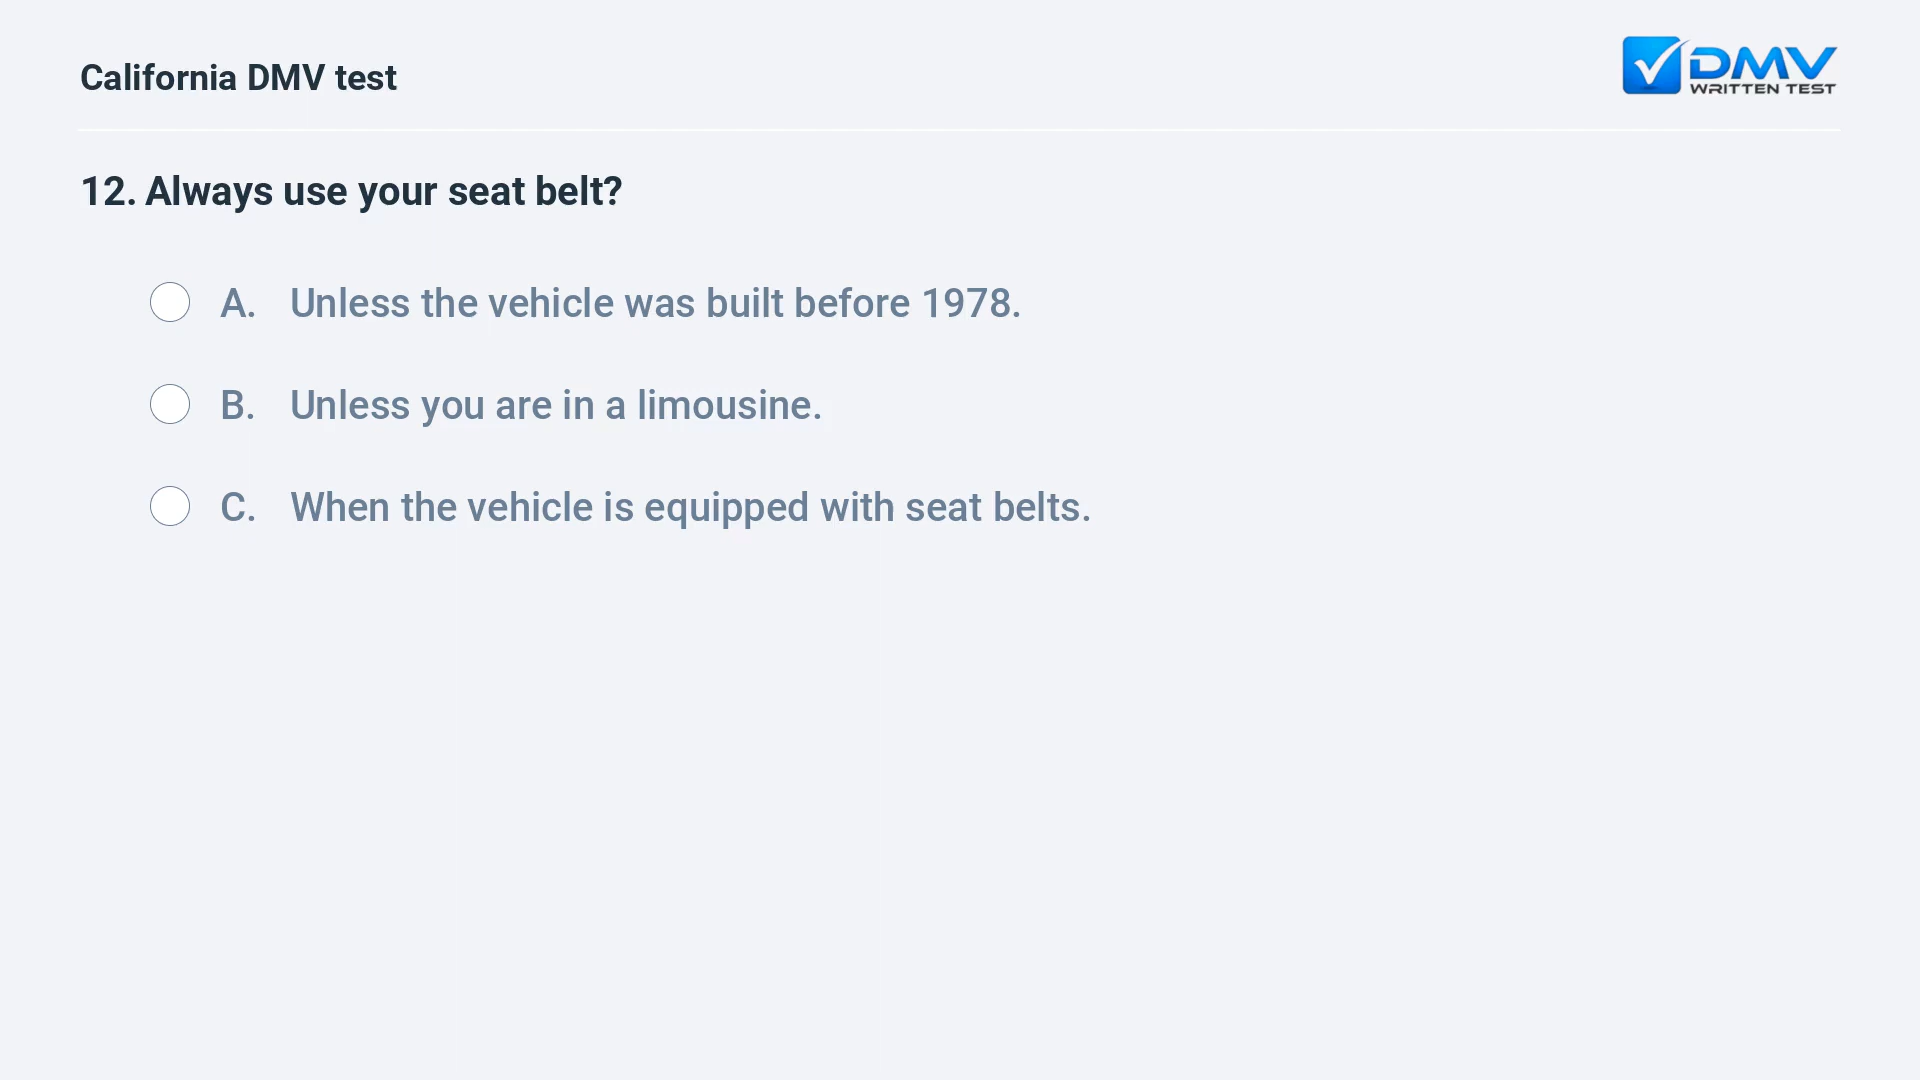 California DMV test
DMV
WRITTEN TEST
12. Always use your seat belt?
A. Unless the vehicle was built before 1978.
B. Unless you are in a limousine.
C. When the vehicle is equipped with seat belts.